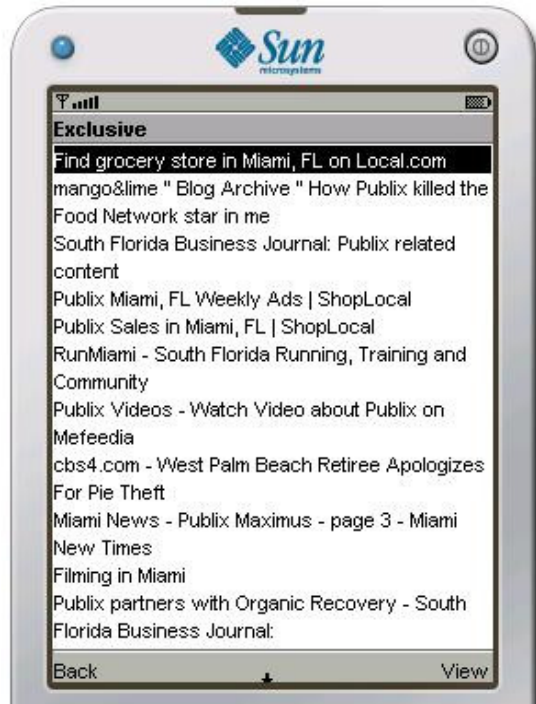 Sun
microsystems
Exclusive
Find grocery store in Miami, FL on Local.com
mango&lime " Blog Archive " How Publix killed the
Food Network star in me
South Florida Business Journal: Publix related
content
Publix Miami, FL Weekly Ads | ShopLocal
Publix Sales in Miami, FL | ShopLocal
RunMiami - South Florida Running, Training and
Community
Publix Videos - Watch Video about Publix on
Mefeedia
cbs4.com - West Palm Beach Retiree Apologizes
For Pie Theft
Miami News - Publix Maximus - page 3 - Miami
New Times
Filming in Miami
Publix partners with Organic Recovery - South
Florida Business Journal:
Back View